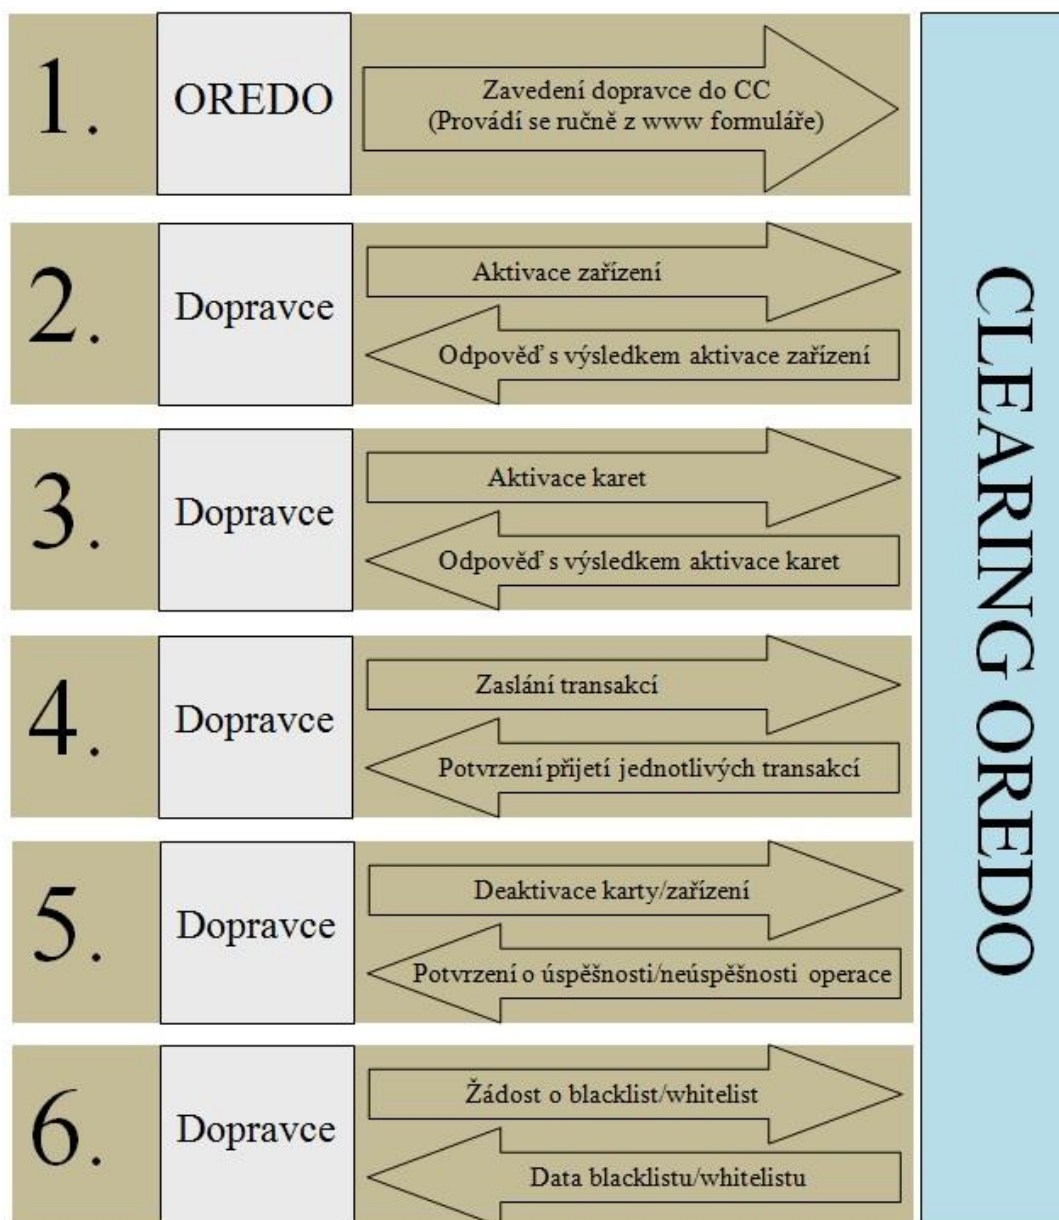 1.
OREDO
Zavedení dopravce do CC
(Provádí se ručně z www formuláře)
2.
Dopravce
Aktivace zařízení
Odpověď s výsledkem aktivace zařízení
3.
Dopravce
Aktivace karet
Odpověď s výsledkem aktivace karet
4.
Dopravce
Zaslání transakcí
Potvrzení přijetí jednotlivých transakcí
5.
Dopravce
Deaktivace karty/zařízení
Potvrzení o úspěšnosti/neúspěšnosti operace
6.
Dopravce
Žádost o blacklist/whitelist
Data blacklistu/whitelistu
CLEARING OREDO